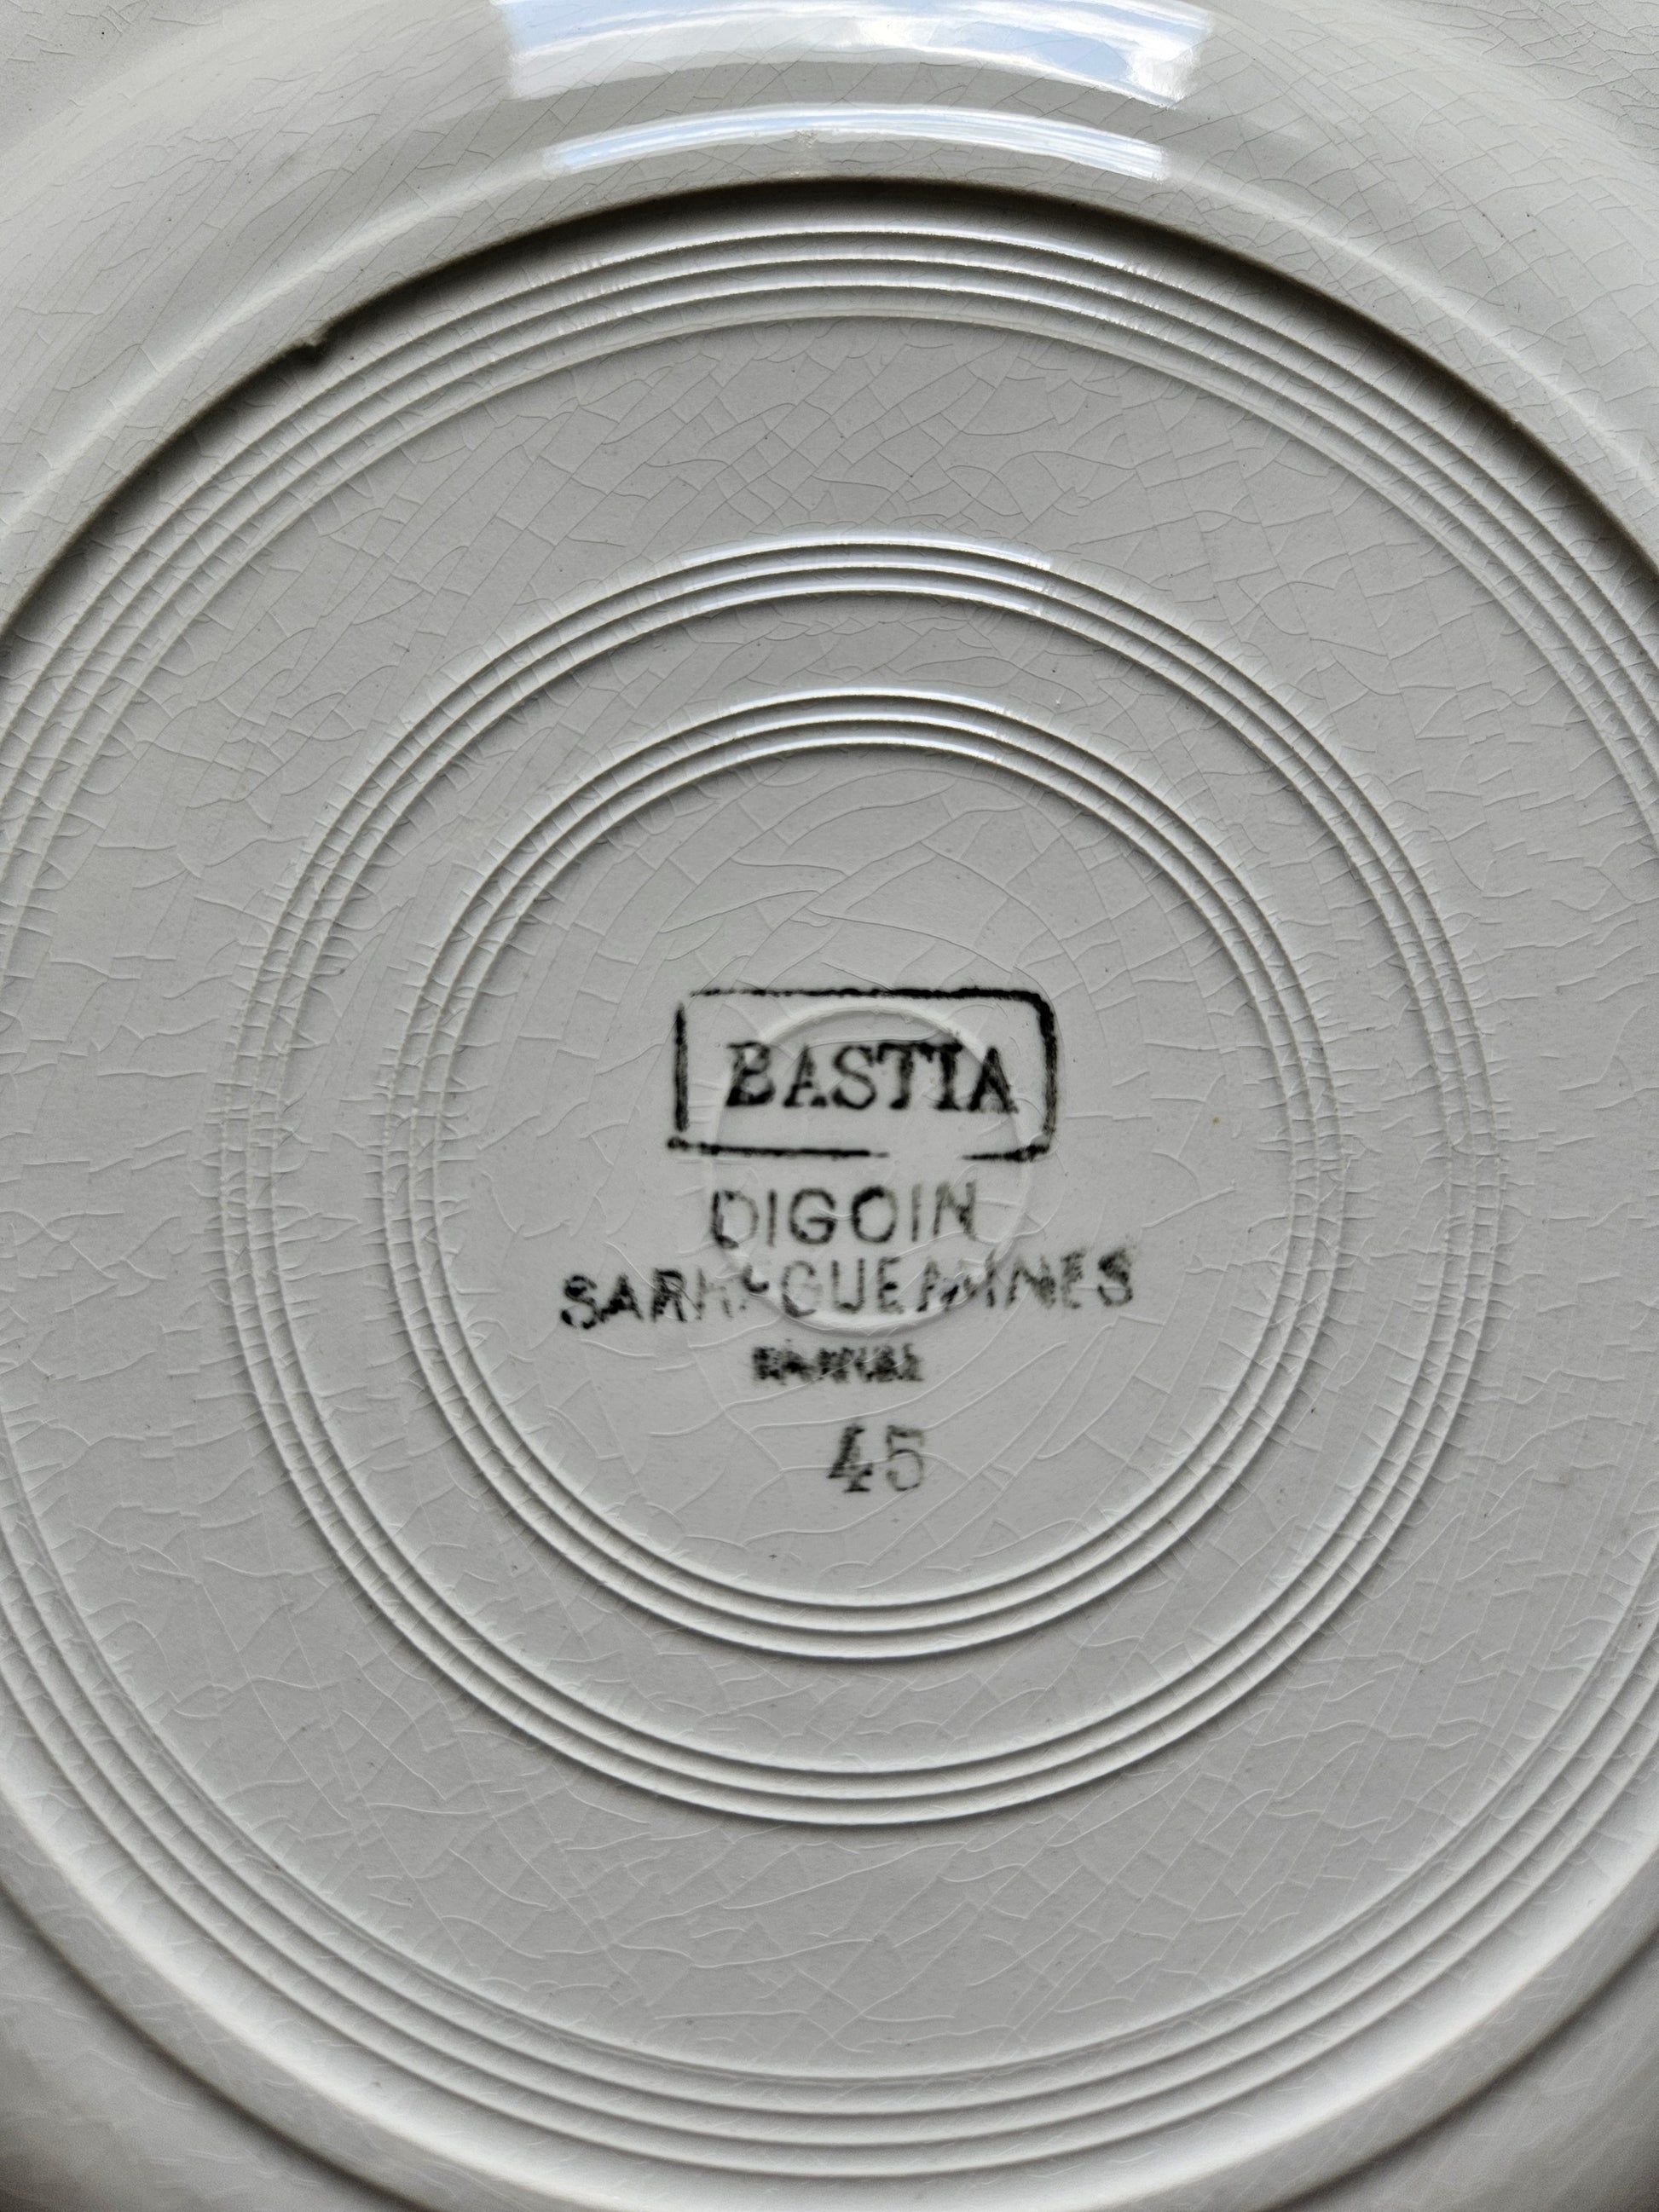 BASTIA
DIGOIN
SARREGUEMINES
45